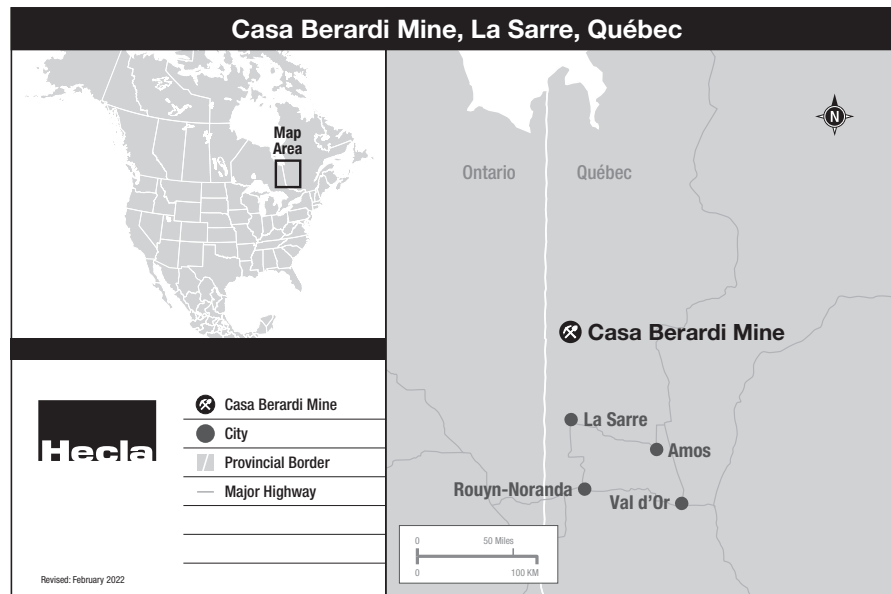 Casa Berardi Mine, La Sarre, Québec
Map
Area
N
Ontario
Québec
Casa Berardi Mine
La Sarre
Amos
Rouyn-Noranda
Val d’Or
0
50 Miles
0
100 KM
Hecla
Casa Berardi Mine
City
Provincial Border
Major Highway
Revised: February 2022